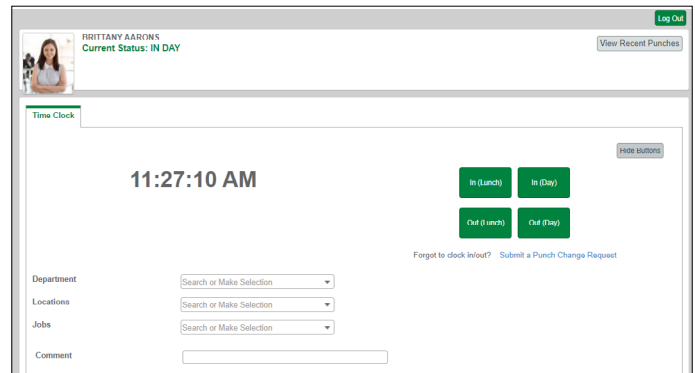 Log Out
BRITTANY AARONS
Current Status: IN DAY
View Recent Punches
Time Clock
Hide Buttons
11:27:10 AM
In (Lunch)
In (Day)
Out (Lunch)
Out (Day)
Forgot to clock in/out? Submit a Punch Change Request
Department
Search or Make Selection
Locations
Search or Make Selection
Jobs
Search or Make Selection
Comment